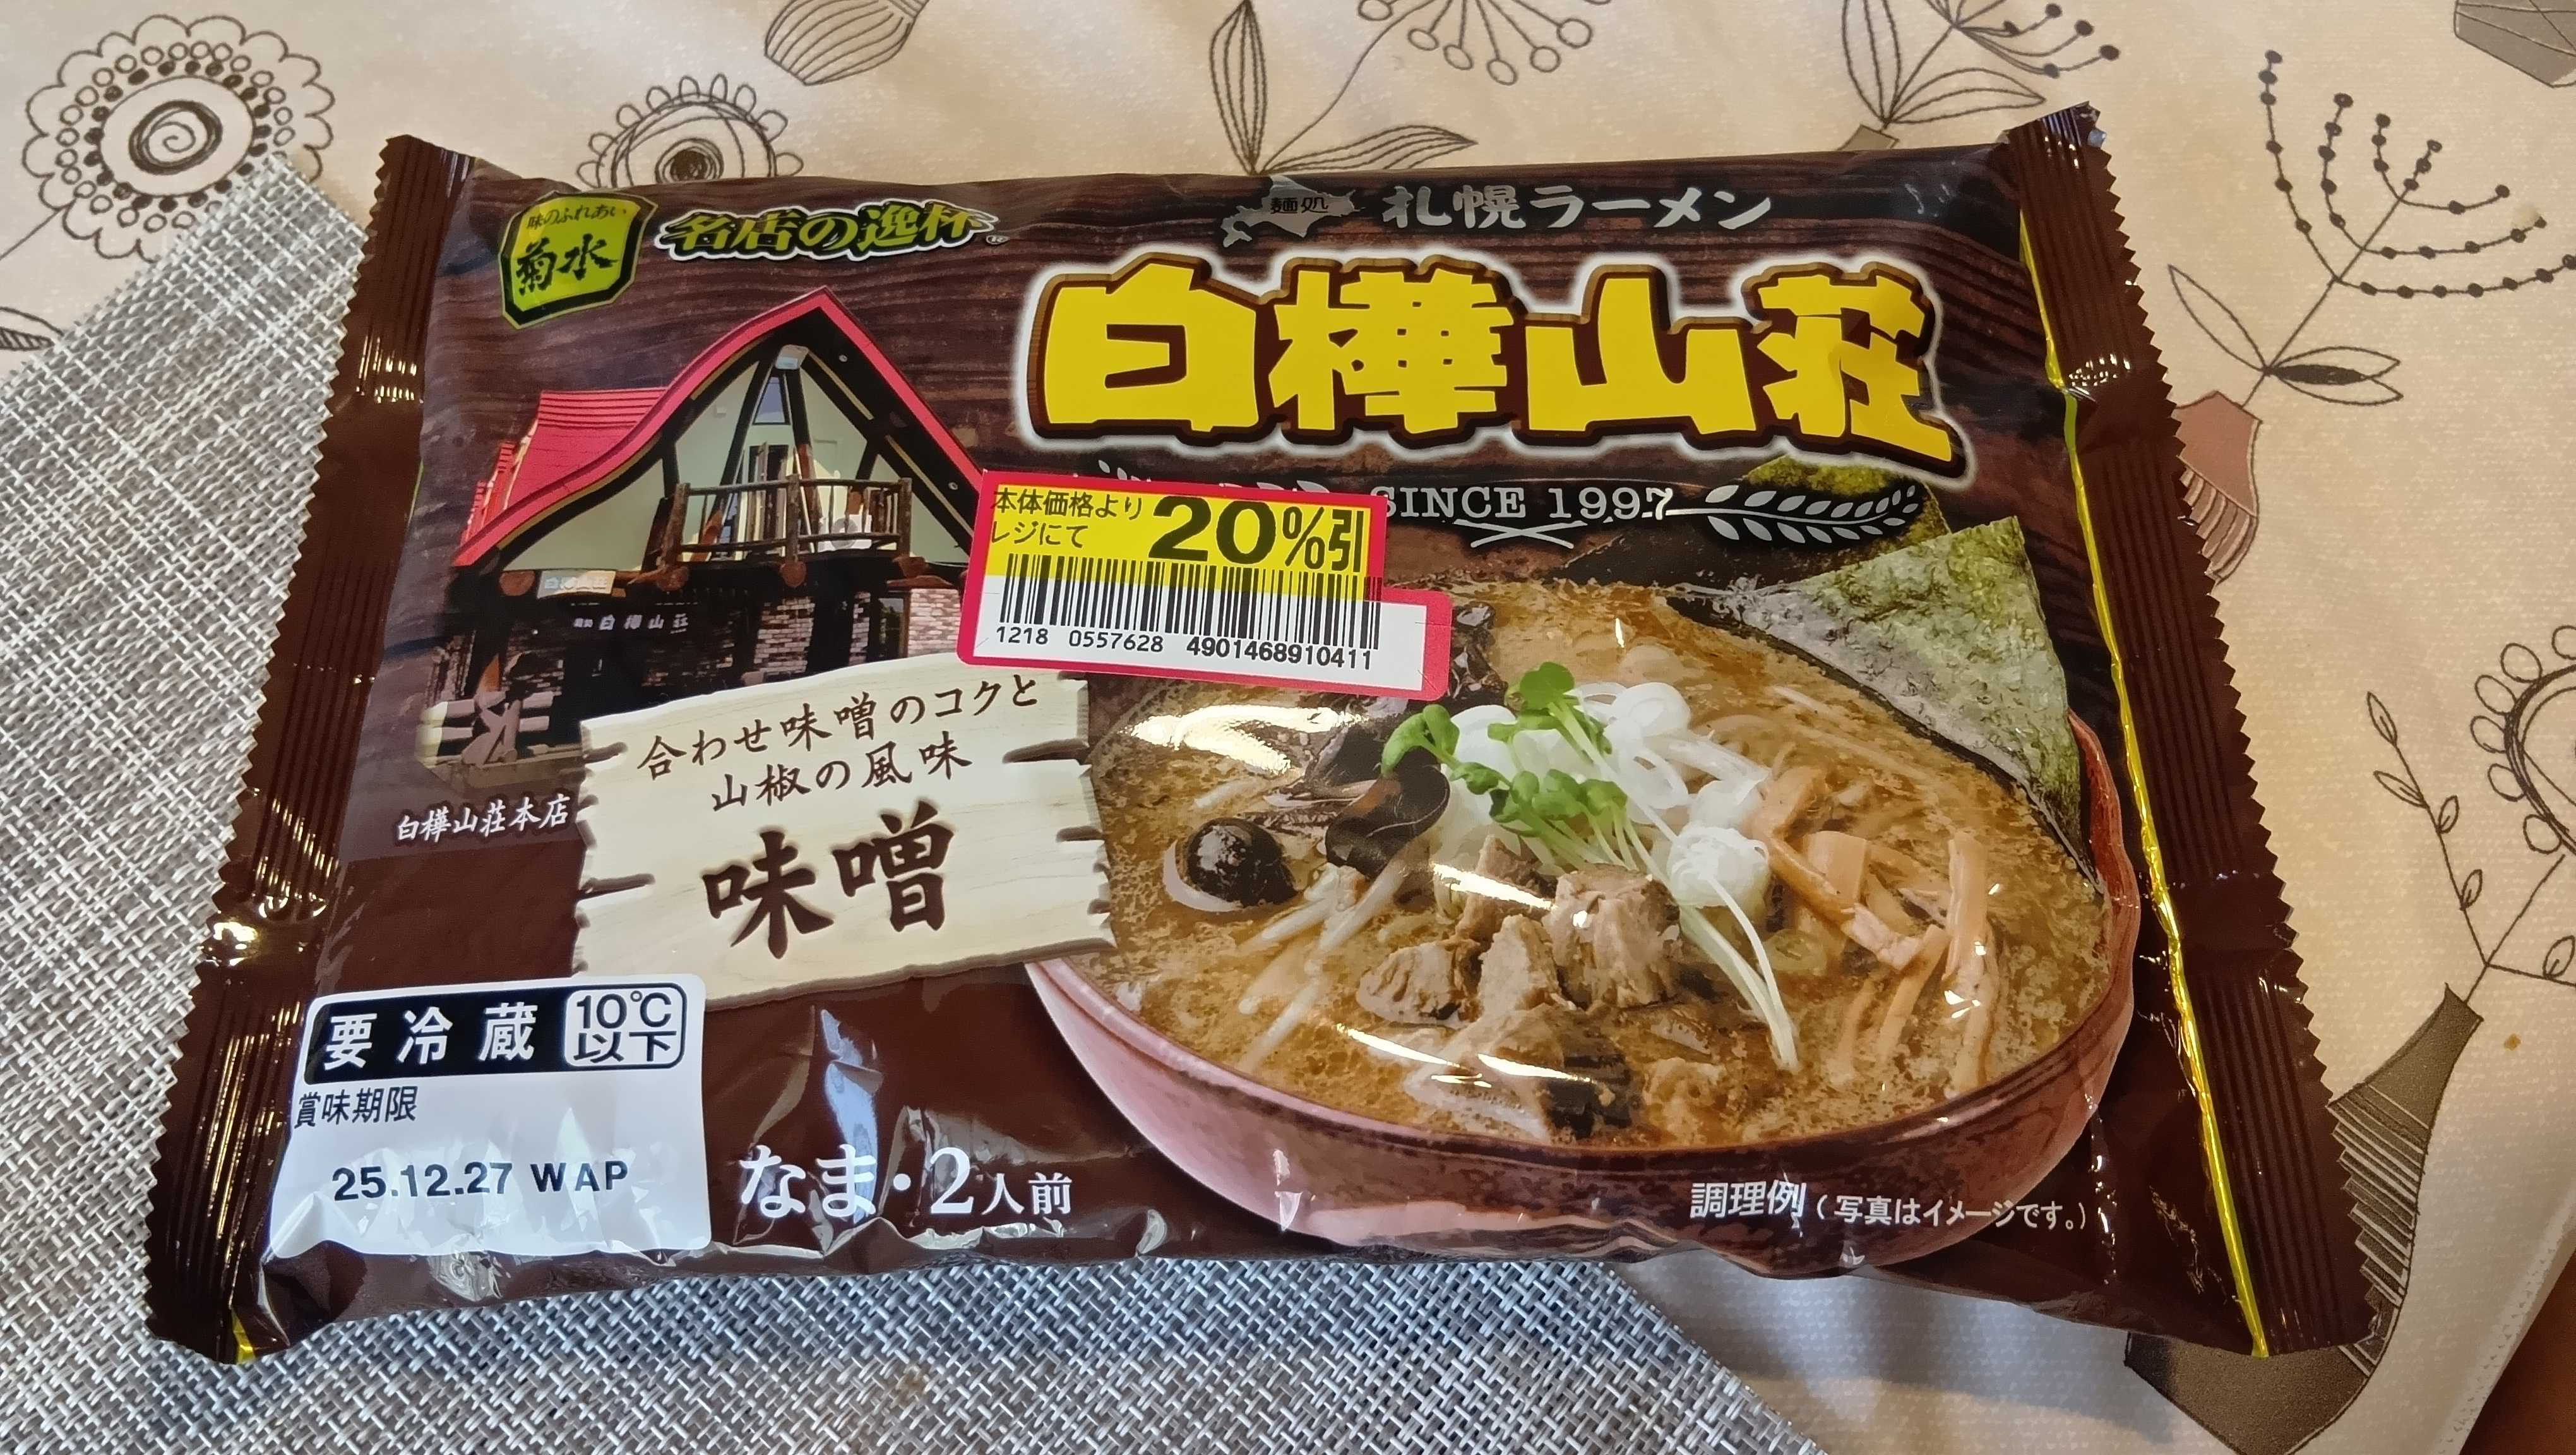 味のふれあい
菊水
名店の逸杯
麺処
札幌ラーメン
白樺山荘
SINCE 1997
本体価格より
レジにて
20%引
1218 0557628 4901468910411
白樺山荘
白樺山荘
白樺山荘本店
合わせ味噌のコクと
山椒の風味
味噌
要冷蔵 10℃以下
賞味期限
25.12.27 WAP
なま・2人前
調理例(写真はイメージです。)